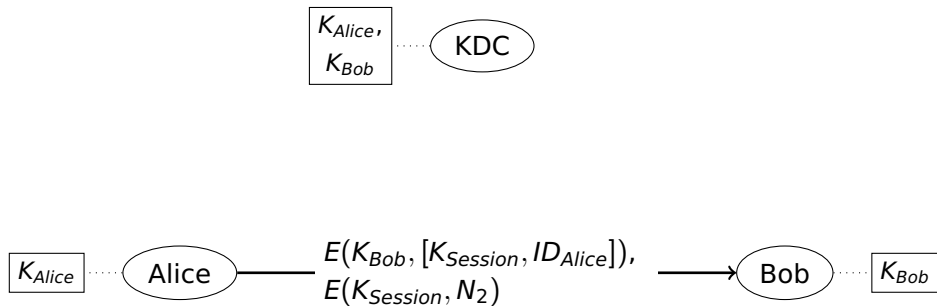 K_Alice,
K_Bob
KDC
K_Alice
Alice
E(K_Bob, [K_Session, ID_Alice]),
E(K_Session, N_2)
Bob
K_Bob